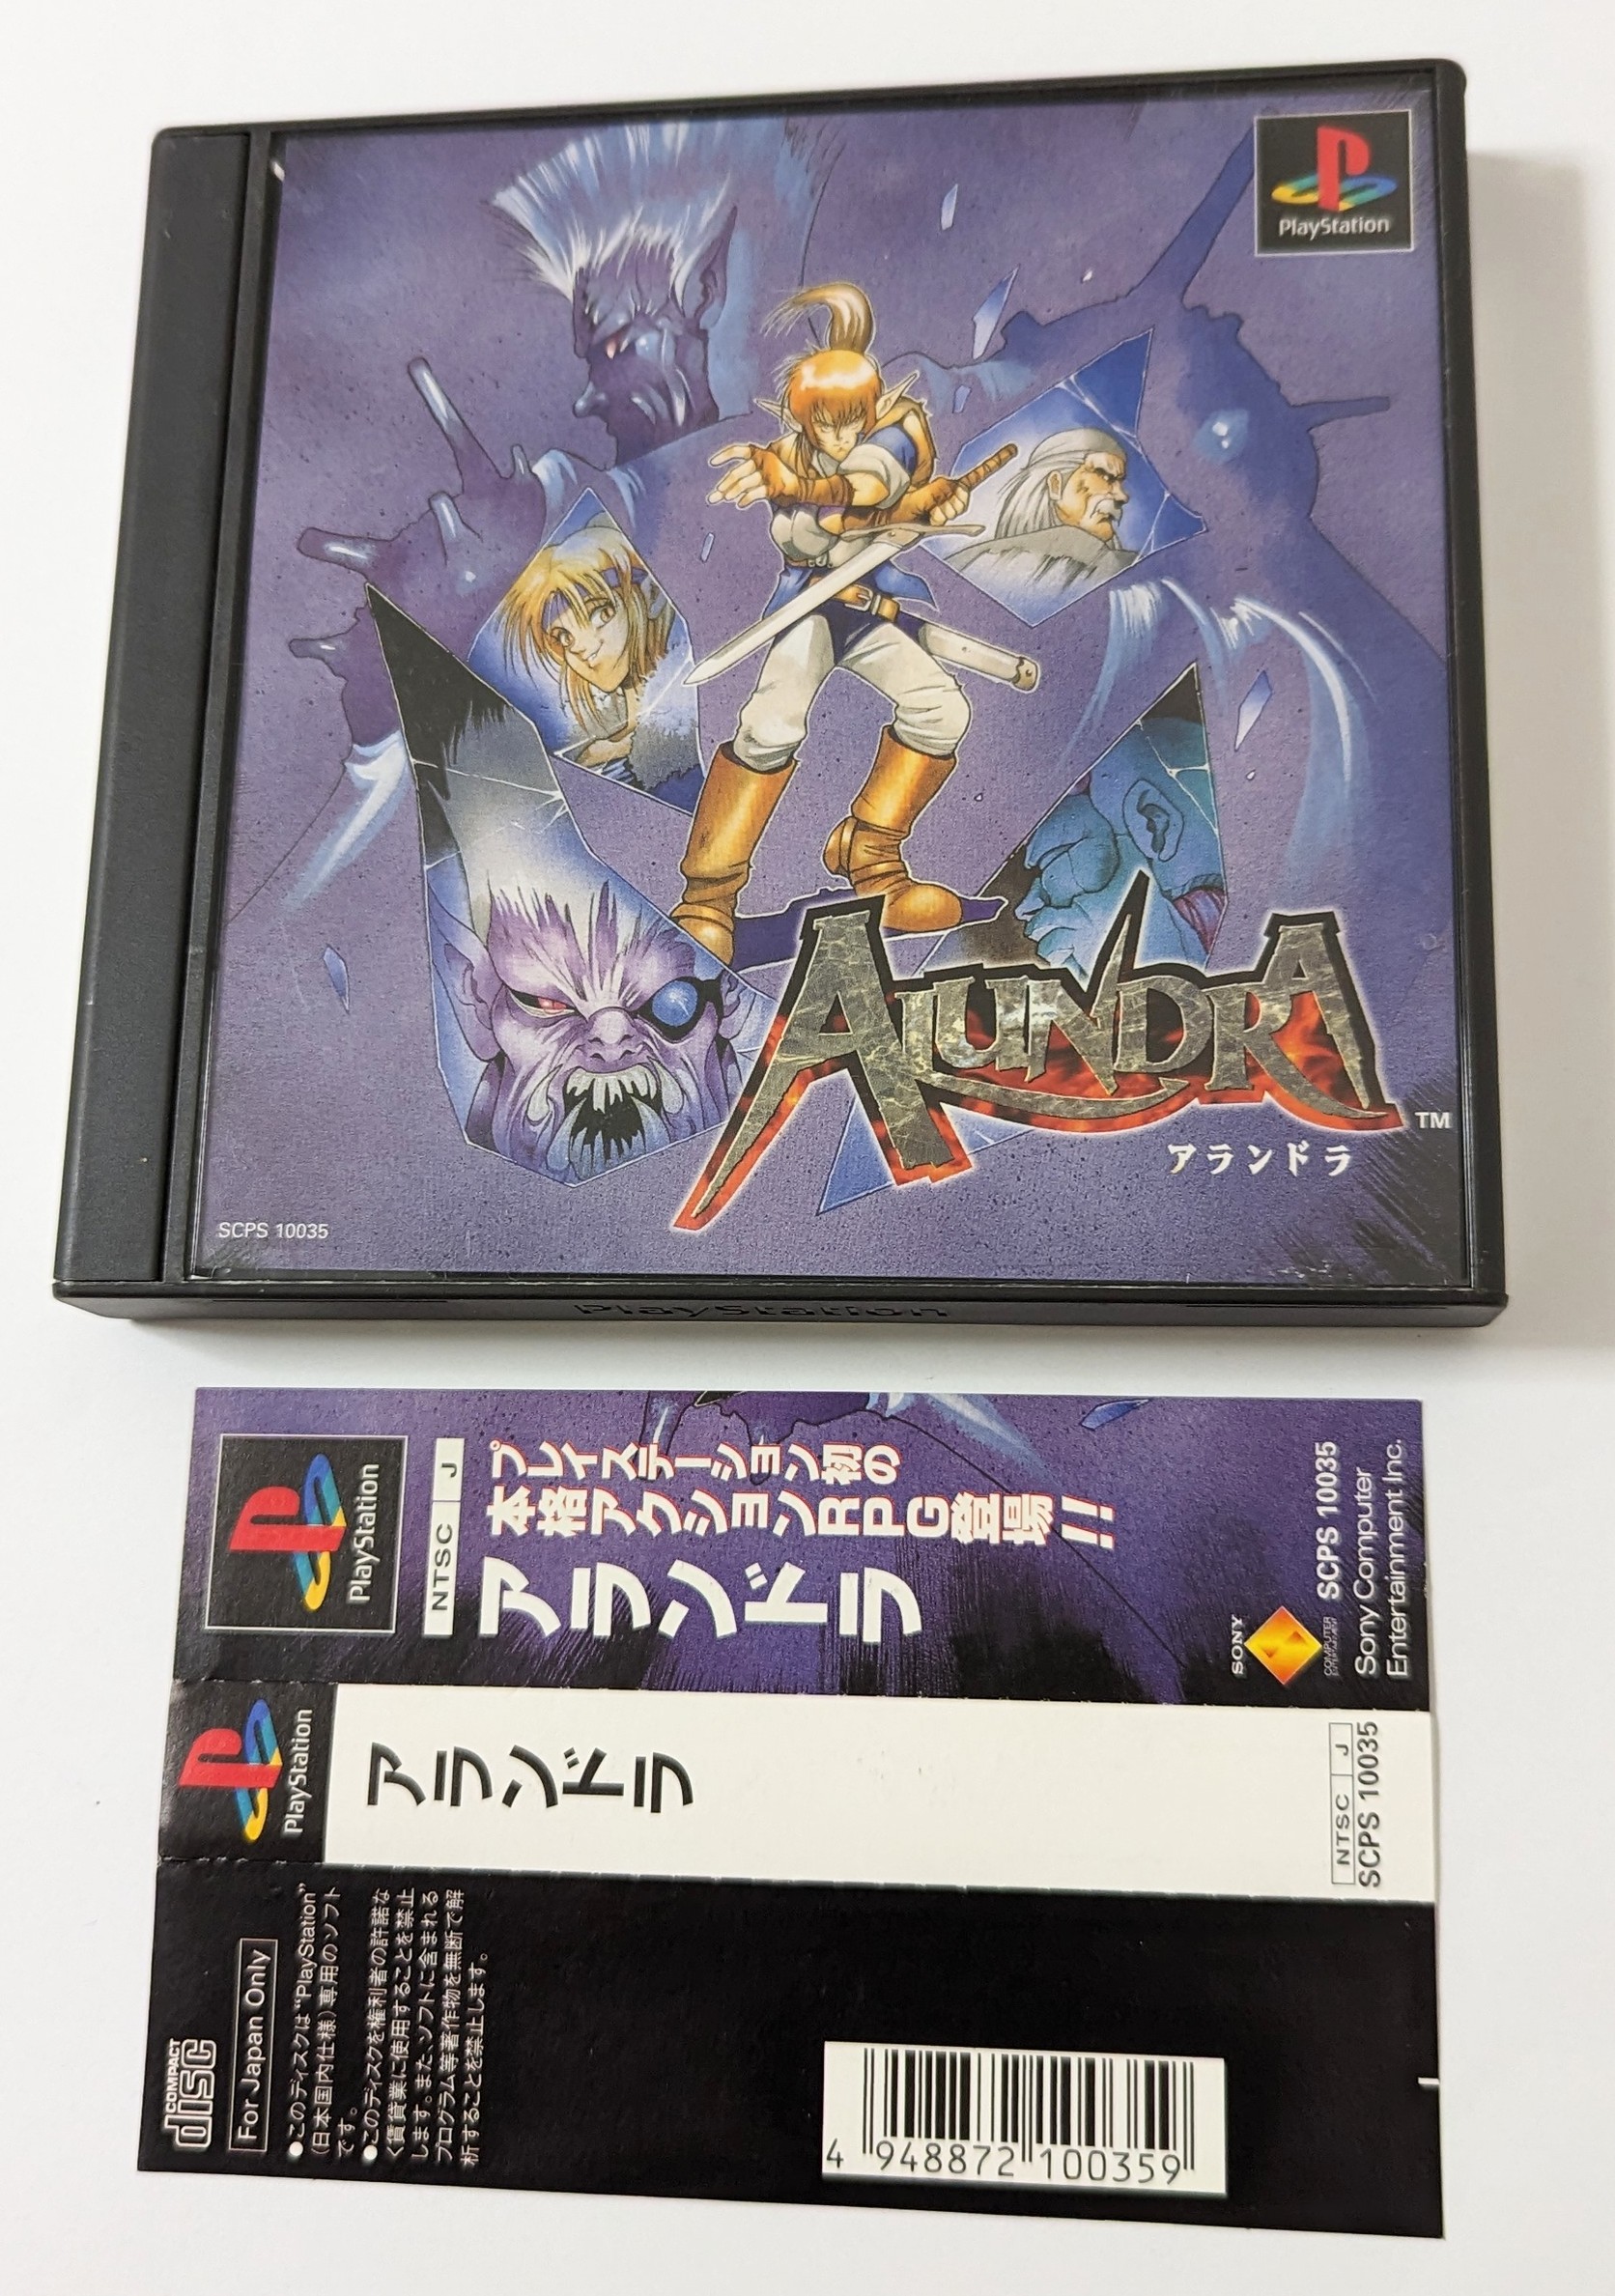 PlayStation
ALUNDRA™
アランドラ
SCPS 10035
PlayStation
PlayStation
NTSC J
プレイステーション初の
本格アクションRPG登場!!
アランドラ
SONY
COMPUTER
ENTERTAINMENT
SCPS 10035
Sony Computer
Entertainment Inc.
PlayStation
アランドラ
NTSC J
SCPS 10035
COMPACT
disc
For Japan Only
●このディスクは“PlayStation”
(日本国内仕様)専用のソフト
です。
●このディスクを権利者の許諾な
く賃貸業に使用することを禁止
します。また、ソフトに含まれる
プログラム等著作物を無断で解
析することを禁止します。
4 948872 100359